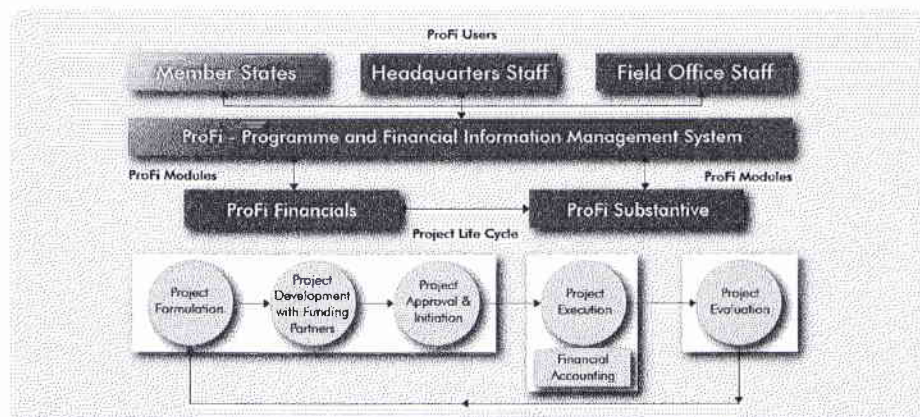 ProFi Users
Member States
Headquarters Staff
Field Office Staff
ProFi - Programme and Financial Information Management System
ProFi Modules
ProFi Modules
ProFi Financials
ProFi Substantive
Project Life Cycle
Project
Formulation
Project
Development
with Funding
Partners
Project
Approval &
Initiation
Project
Execution
Project
Evaluation
Financial
Accounting